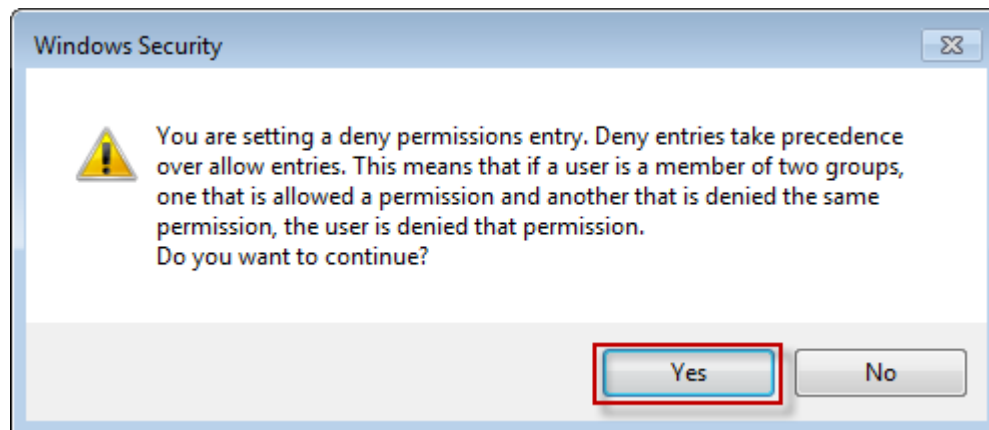 Windows Security
You are setting a deny permissions entry. Deny entries take precedence
over allow entries. This means that if a user is a member of two groups,
one that is allowed a permission and another that is denied the same
permission, the user is denied that permission.
Do you want to continue?
Yes
No